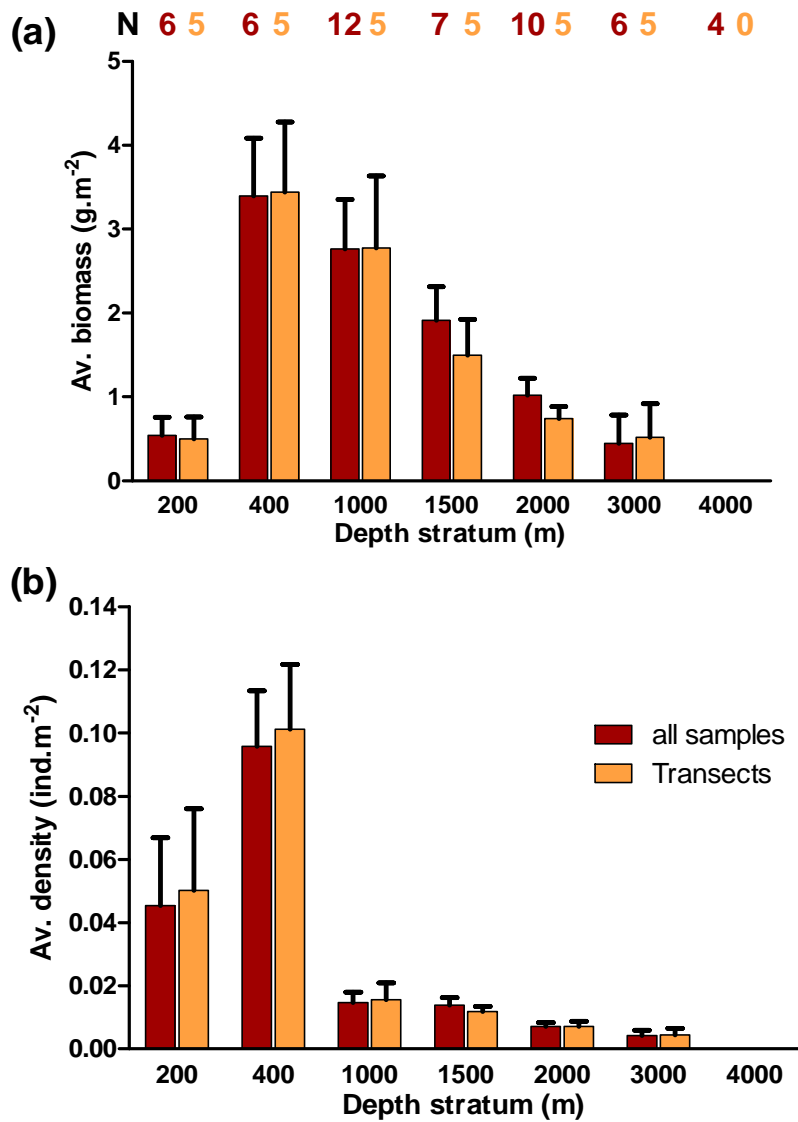 (a)
N 6 5 6 5 12 5 7 5 10 5 6 5 4 0
5
4
3
2
1
0
Av. biomass (g.m-2)
200 400 1000 1500 2000 3000 4000
Depth stratum (m)
(b)
0.14
0.12
0.10
0.08
0.06
0.04
0.02
0.00
Av. density (ind.m-2)
all samples
Transects
200 400 1000 1500 2000 3000 4000
Depth stratum (m)